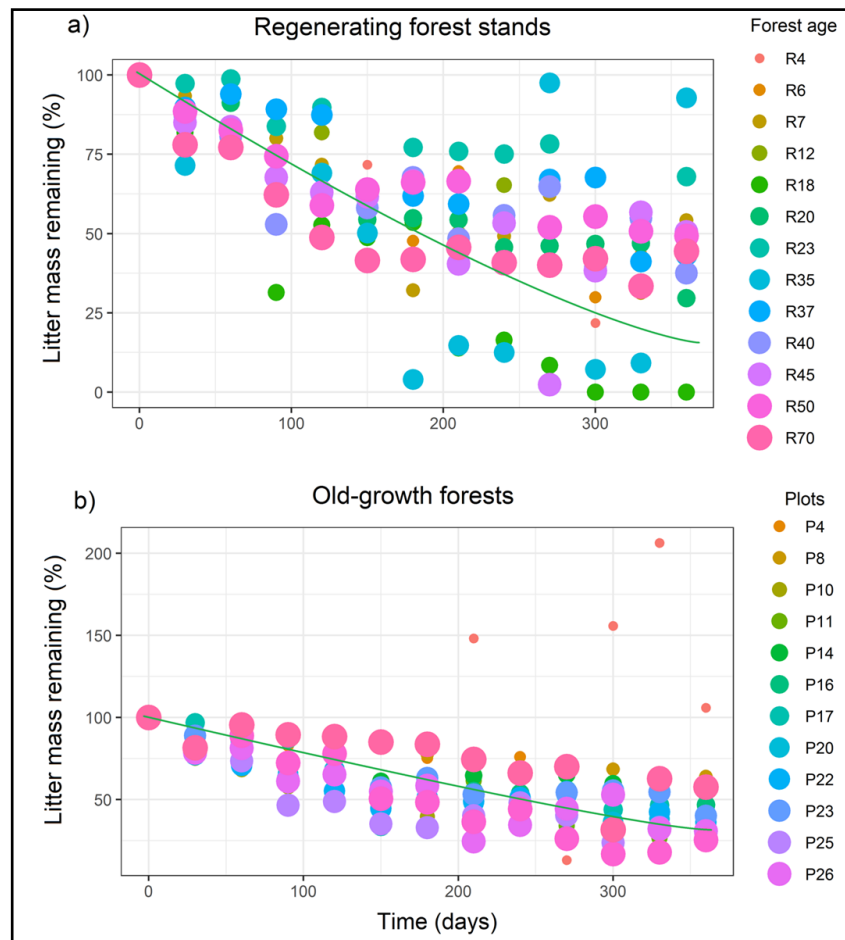 a)
Regenerating forest stands
Forest age
100
75
50
25
0
Litter mass remaining (%)
0 100 200 300
R4
R6
R7
R12
R18
R20
R23
R35
R37
R40
R45
R50
R70
b)
Old-growth forests
Plots
200
150
100
50
Litter mass remaining (%)
0 100 200 300
Time (days)
P4
P8
P10
P11
P14
P16
P17
P20
P22
P23
P25
P26